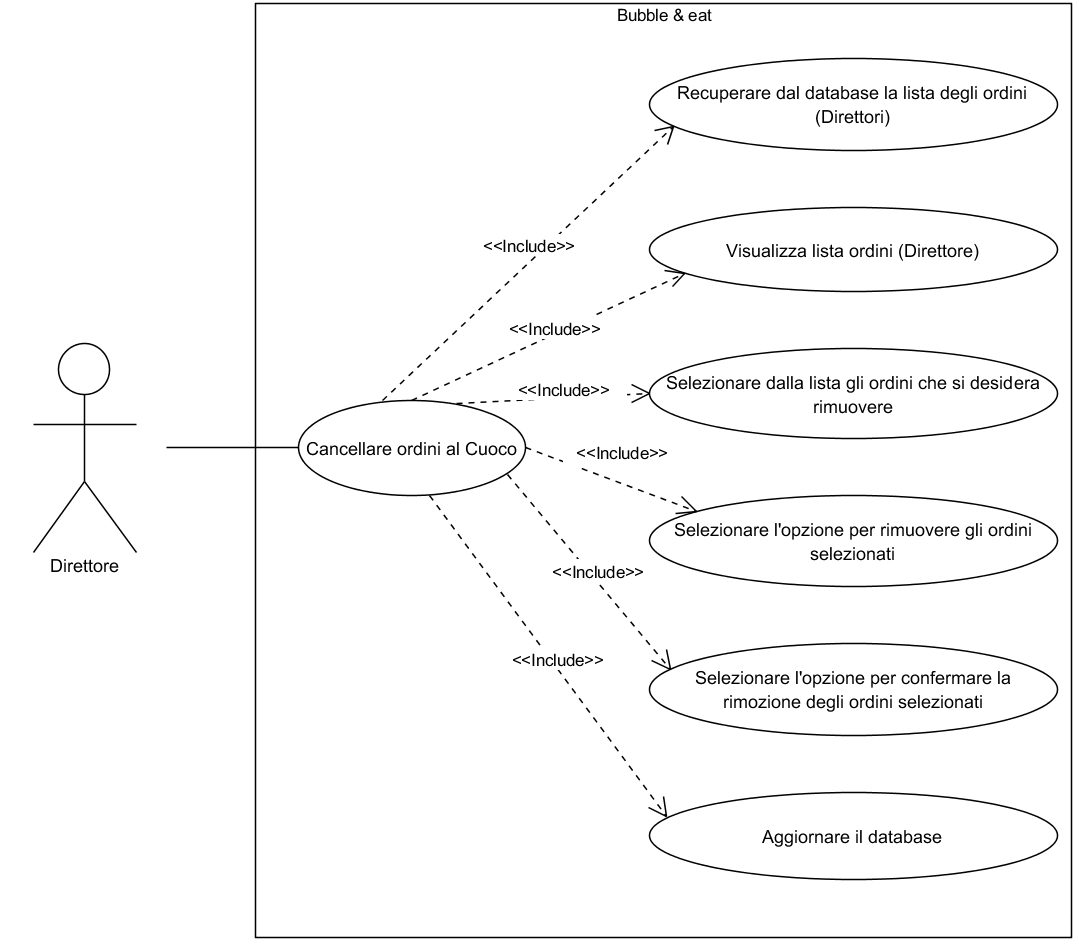 Bubble & eat
Recuperare dal database la lista degli ordini
(Direttori)
<<Include>>
Visualizza lista ordini (Direttore)
<<Include>>
<<Include>>
Selezionare dalla lista gli ordini che si desidera
rimuovere
Cancellare ordini al Cuoco
<<Include>>
Selezionare l'opzione per rimuovere gli ordini
selezionati
Direttore
<<Include>>
<<Include>>
Selezionare l'opzione per confermare la
rimozione degli ordini selezionati
Aggiornare il database